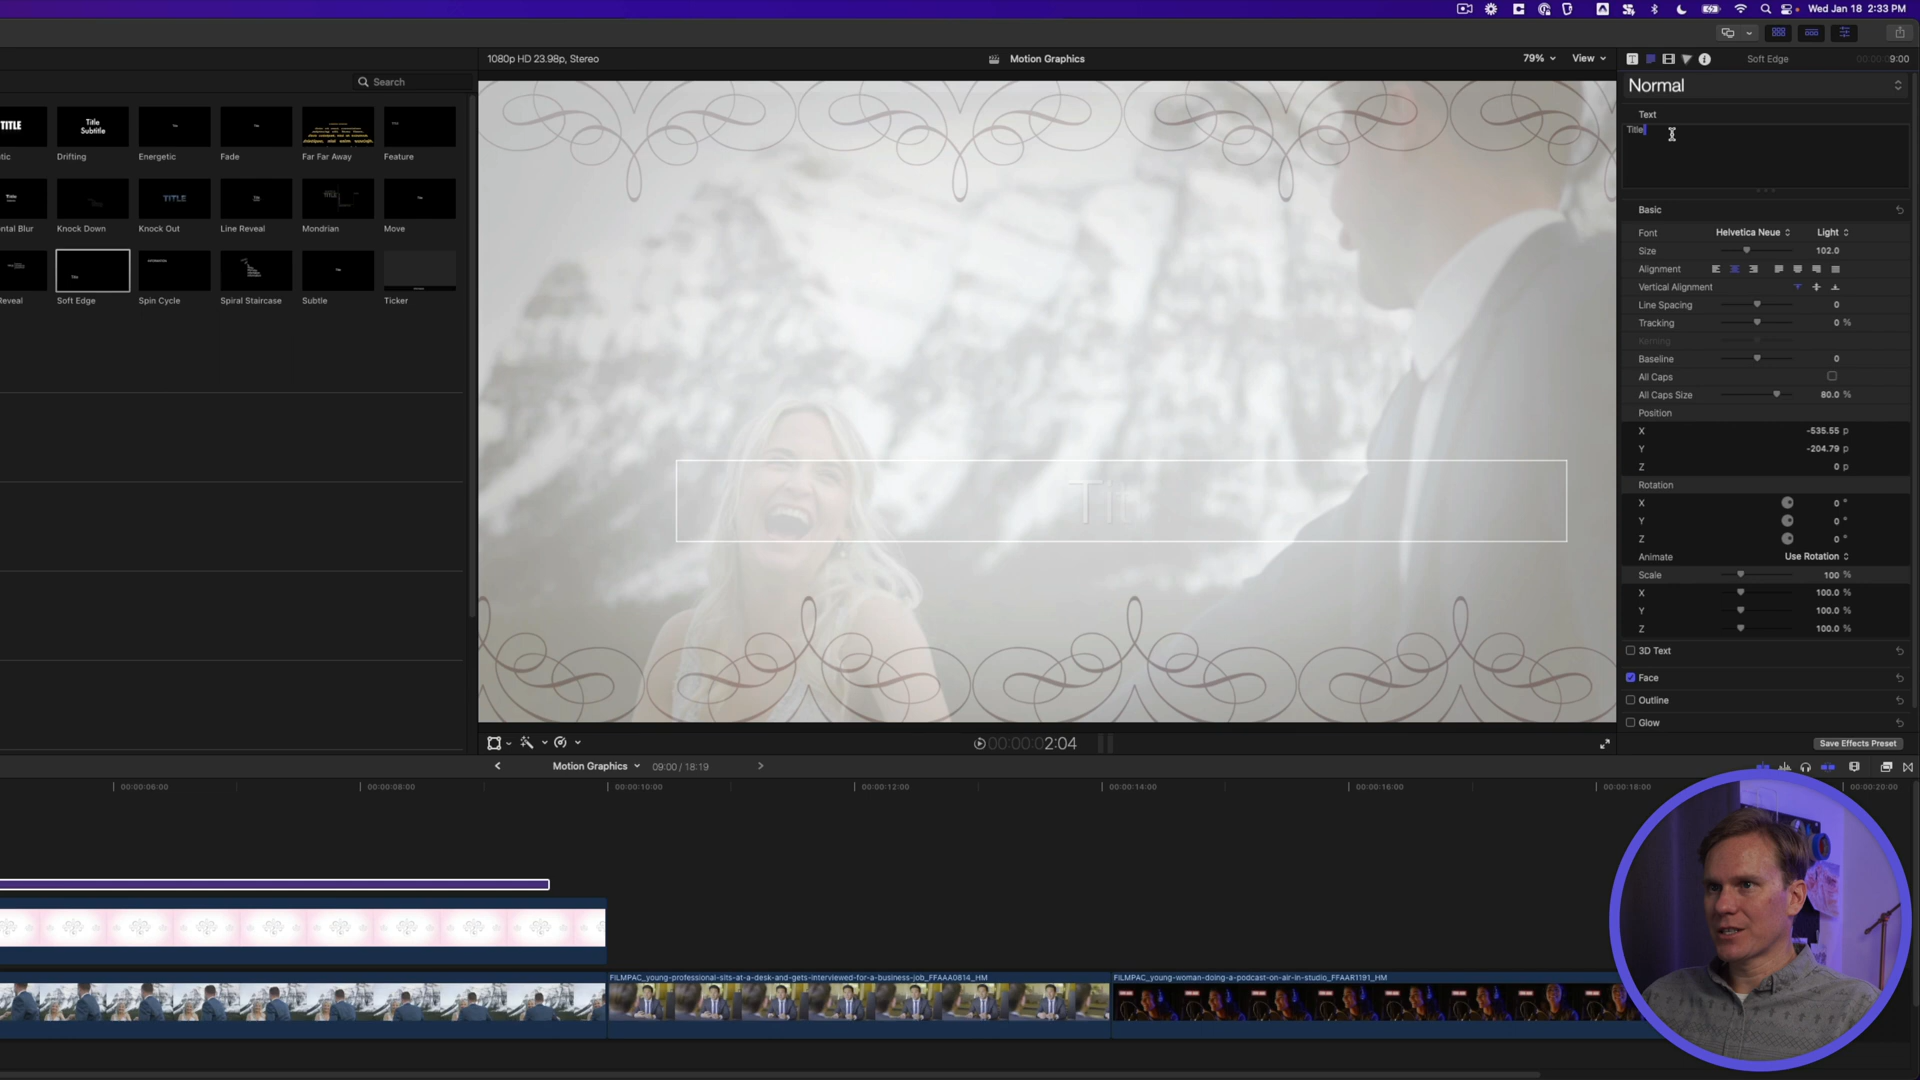 Wed Jan 18 2:33 PM
1080p HD 23.98p, Stereo
Motion Graphics
79%
View
Soft Edge
9:00
Search
Normal
Text
Title
TITLE
Title
Subtitle
Drifting
Energetic
Fade
Far Far Away
Feature
Knock Down
TITLE
Knock Out
Line Reveal
Mondrian
Move
Soft Edge
Spin Cycle
Spiral Staircase
Subtle
Ticker
Basic
Font
Helvetica Neue
Light
Size
102.0
Alignment
Vertical Alignment
Line Spacing
0
Tracking
0 %
Kerning
Baseline
0
All Caps
All Caps Size
80.0 %
Position
X
-535.55 p
Y
-204.79 p
Z
0 p
Rotation
X
0 °
Y
0 °
Z
0 °
Animate
Use Rotation
Scale
100 %
X
100.0 %
Y
100.0 %
Z
100.0 %
3D Text
Face
Outline
Glow
Save Effects Preset
00:00:02:04
Motion Graphics
09:00 / 18:19
00:00:06:00
00:00:08:00
00:00:10:00
00:00:12:00
00:00:14:00
00:00:16:00
00:00:18:00
00:00:20:00
FILMPAC_young-professional-sits-at-a-desk-and-gets-interviewed-for-a-business-job_FFAAA0814_HM
FILMPAC_young-woman-doing-a-podcast-on-air-in-studio_FFAAR1191_HM